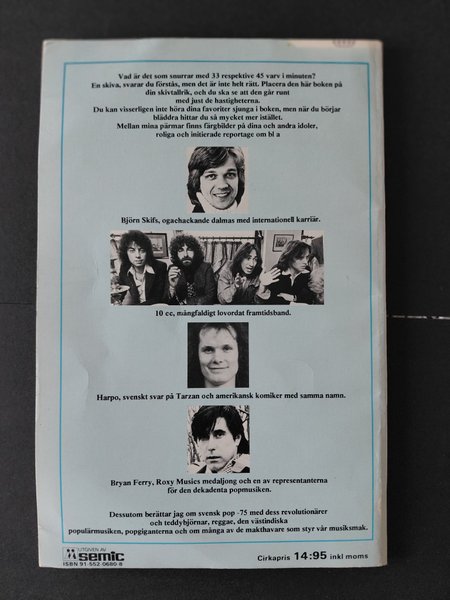 Vad är det som snurrar med 33 respektive 45 varv i minuten?
En skiva, svarar du förstås, men det är inte helt rätt. Placera den här boken på
din skivtallrik, och du ska se att den går runt
med just de hastigheterna.
Du kan visserligen inte höra dina favoriter sjunga i boken, men när du börjar
bläddra hittar du så mycket mer istället.
Mellan mina pärmar finns färgbilder på dina och andra idoler,
roliga och initierade reportage om bl a
Björn Skifs, ogachackande dalmas med internationell karriär.
10 cc, mångfaldigt lovordat framtidsband.
Harpo, svenskt svar på Tarzan och amerikansk komiker med samma namn.
Bryan Ferry, Roxy Musics medaljong och en av representanterna
för den dekadenta popmusiken.
Dessutom berättar jag om svensk pop -75 med dess revolutionärer
och teddybjörnar, reggae, den västindiska
populärmusiken, popgiganterna och om många av de makthavare som styr vår musiksmak.
UTGIVEN AV
semic
ISBN 91-552 0680-8
Cirkapris 14:95 inkl moms